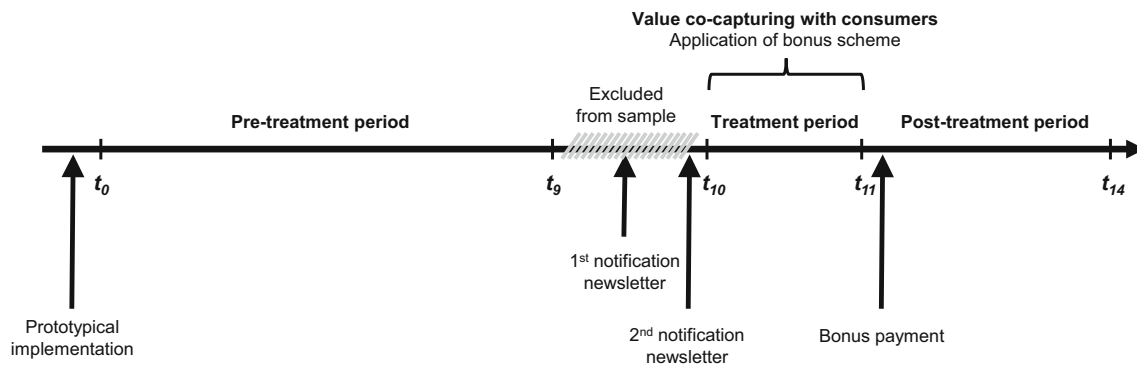 Value co-capturing with consumers
Application of bonus scheme
Excluded
from sample
Pre-treatment period
Treatment period
Post-treatment period
t0
t9
t10
t11
t14
1st notification
newsletter
Prototypical
implementation
2nd notification
newsletter
Bonus payment